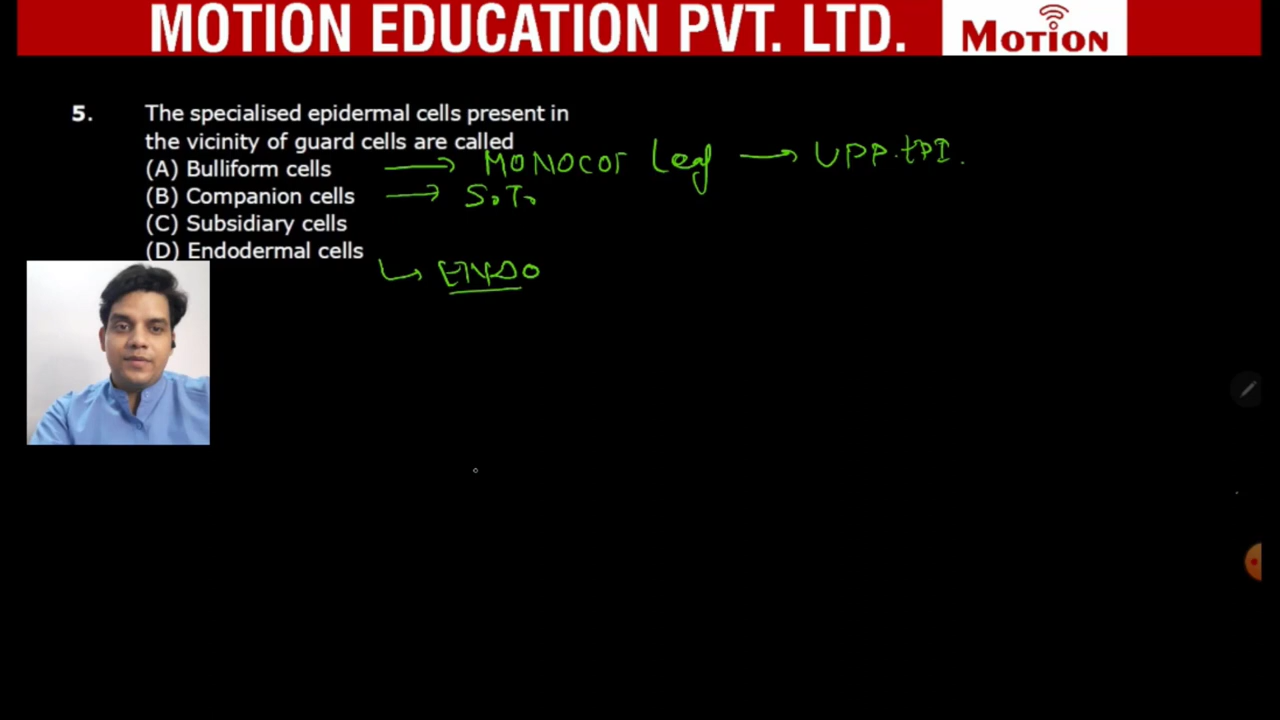 MOTION EDUCATION PVT. LTD. MOTION
5. The specialised epidermal cells present in
the vicinity of guard cells are called
(A) Bulliform cells → MONOCOT Leaf → UPP. EPI.
(B) Companion cells → S.T.
(C) Subsidiary cells
(D) Endodermal cells
↳ ENDO